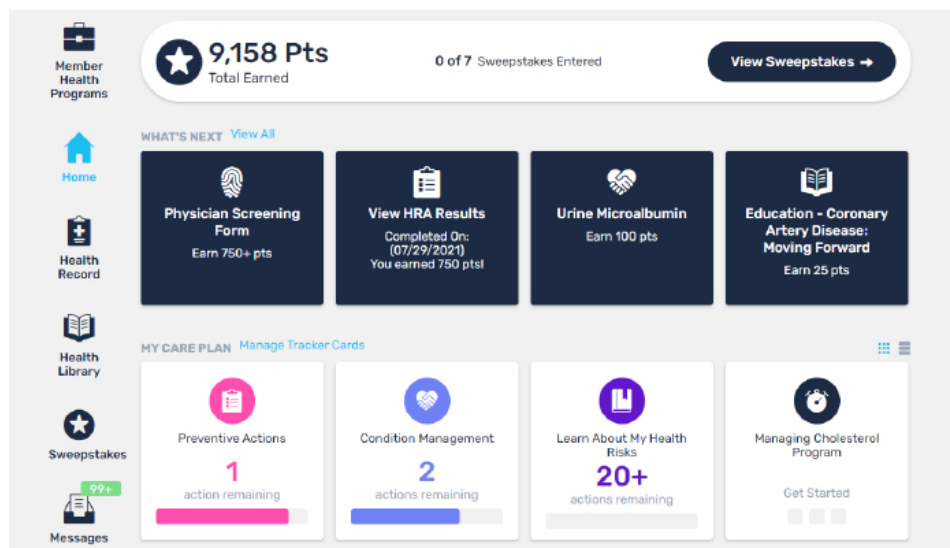 Member
Health
Programs
Home
Health
Record
Health
Library
Sweepstakes
99+
Messages
9,158 Pts
Total Earned
0 of 7 Sweepstakes Entered
View Sweepstakes →
WHAT'S NEXT View All
Physician Screening
Form
Earn 750+ pts
View HRA Results
Completed On:
(07/29/2021)
You earned 750 pts!
Urine Microalbumin
Earn 100 pts
Education - Coronary
Artery Disease:
Moving Forward
Earn 25 pts
MY CARE PLAN Manage Tracker Cards
Preventive Actions
1
action remaining
Condition Management
2
actions remaining
Learn About My Health
Risks
20+
actions remaining
Managing Cholesterol
Program
Get Started